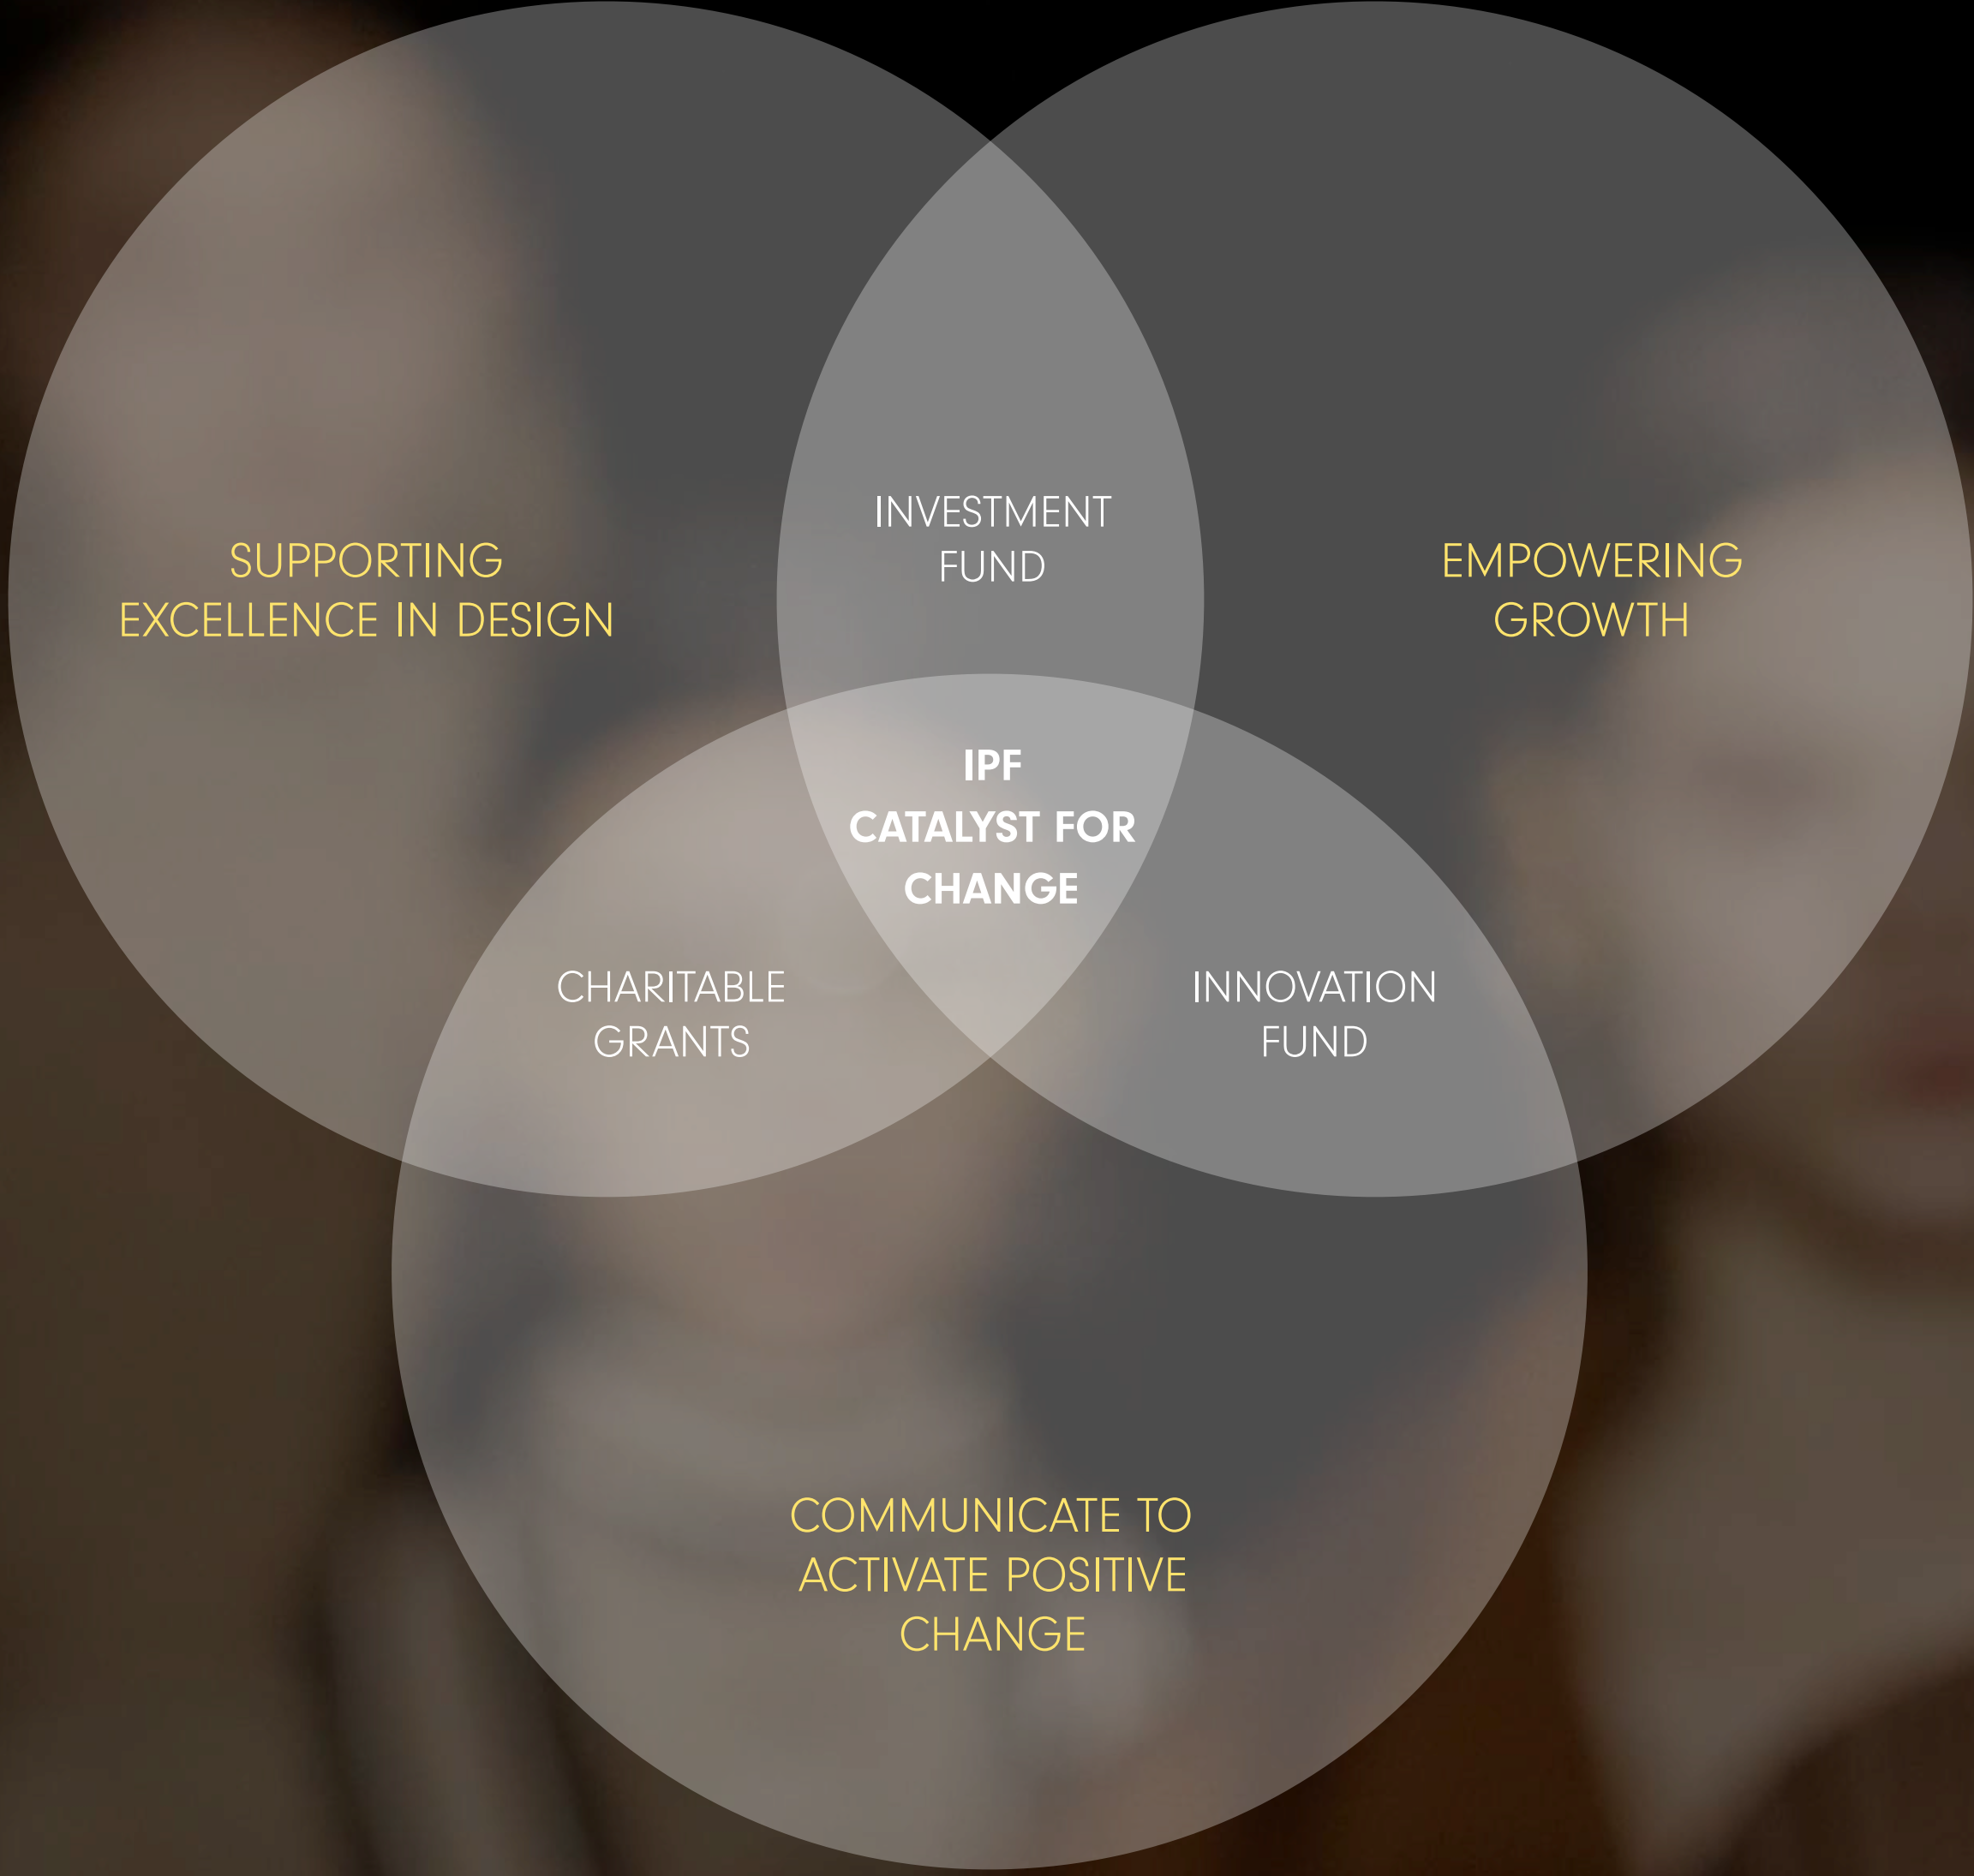 INVESTMENT
FUND
SUPPORTING
EXCELLENCE IN DESIGN
EMPOWERING
GROWTH
IPF
CATALYST FOR
CHANGE
CHARITABLE
GRANTS
INNOVATION
FUND
COMMUNICATE TO
ACTIVATE POSITIVE
CHANGE